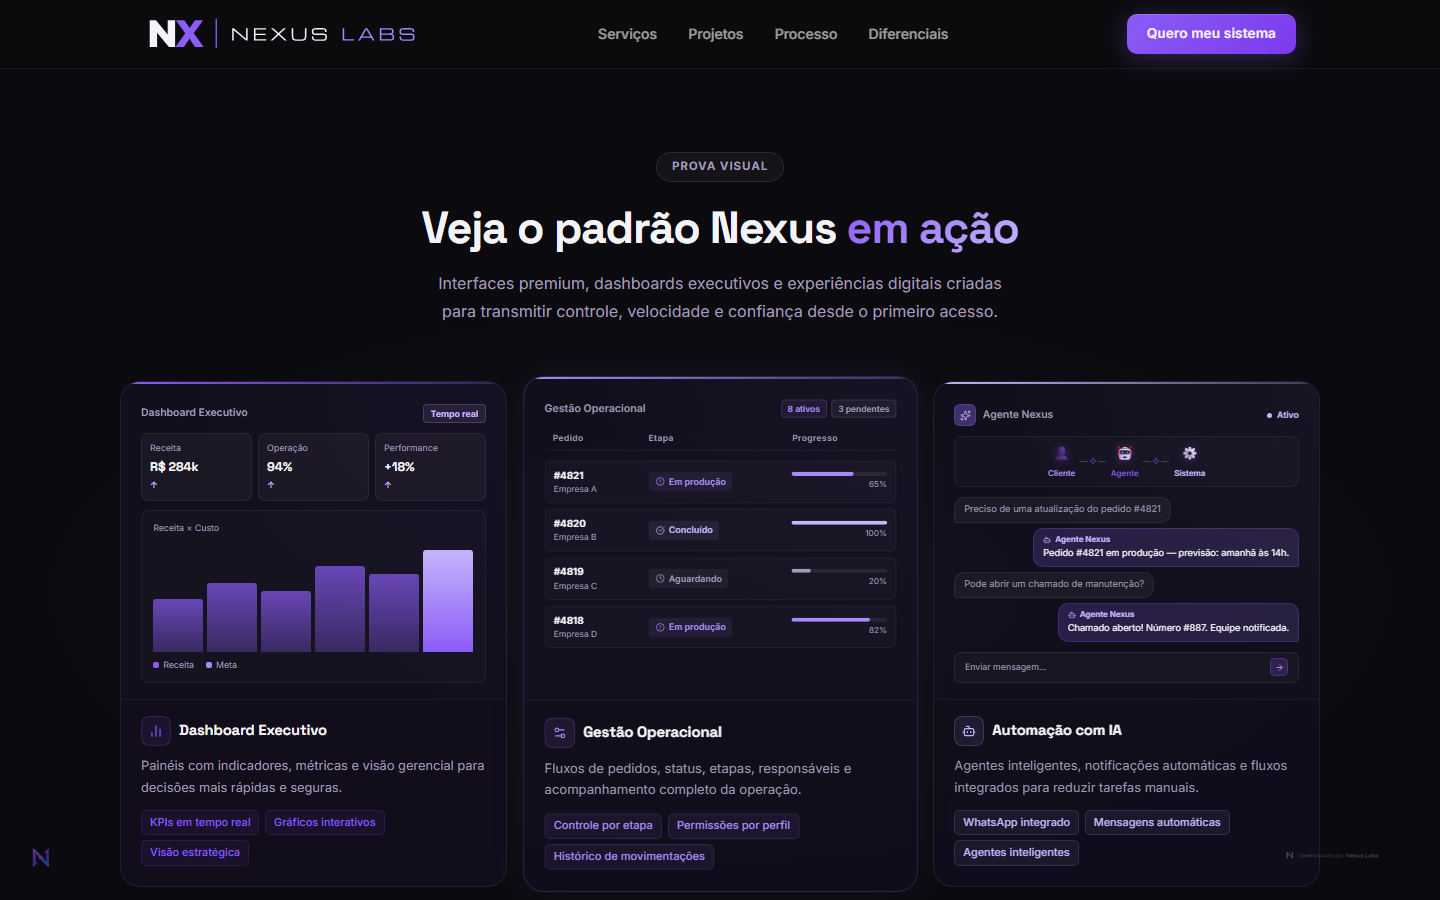 NX | NEXUS LABS
Serviços
Projetos
Processo
Diferenciais
Quero meu sistema
PROVA VISUAL
Veja o padrão Nexus em ação
Interfaces premium, dashboards executivos e experiências digitais criadas
para transmitir controle, velocidade e confiança desde o primeiro acesso.
Dashboard Executivo
Tempo real
Receita
R$ 284k
↑
Operação
94%
↑
Performance
+18%
↑
Receita × Custo
Receita
Meta
Dashboard Executivo
Painéis com indicadores, métricas e visão gerencial para
decisões mais rápidas e seguras.
KPIs em tempo real
Gráficos interativos
Visão estratégica
Gestão Operacional
8 ativos
3 pendentes
Pedido
Etapa
Progresso
#4821
Empresa A
Em produção
65%
#4820
Empresa B
Concluído
100%
#4819
Empresa C
Aguardando
20%
#4818
Empresa D
Em produção
82%
Gestão Operacional
Fluxos de pedidos, status, etapas, responsáveis e
acompanhamento completo da operação.
Controle por etapa
Permissões por perfil
Histórico de movimentações
Agente Nexus
Ativo
Cliente
Agente
Sistema
Preciso de uma atualização do pedido #4821
Agente Nexus
Pedido #4821 em produção — previsão: amanhã às 14h.
Pode abrir um chamado de manutenção?
Agente Nexus
Chamado aberto! Número #887. Equipe notificada.
Enviar mensagem...
Automação com IA
Agentes inteligentes, notificações automáticas e fluxos
integrados para reduzir tarefas manuais.
WhatsApp integrado
Mensagens automáticas
Agentes inteligentes
N
N Desenvolvido por Nexus Labs